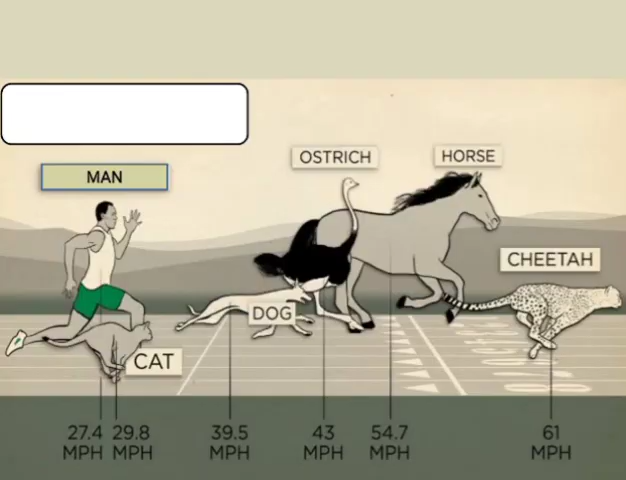 OSTRICH
HORSE
MAN
CHEETAH
DOG
CAT
27.4 29.8 39.5 43 54.7 61
MPH MPH MPH MPH MPH MPH